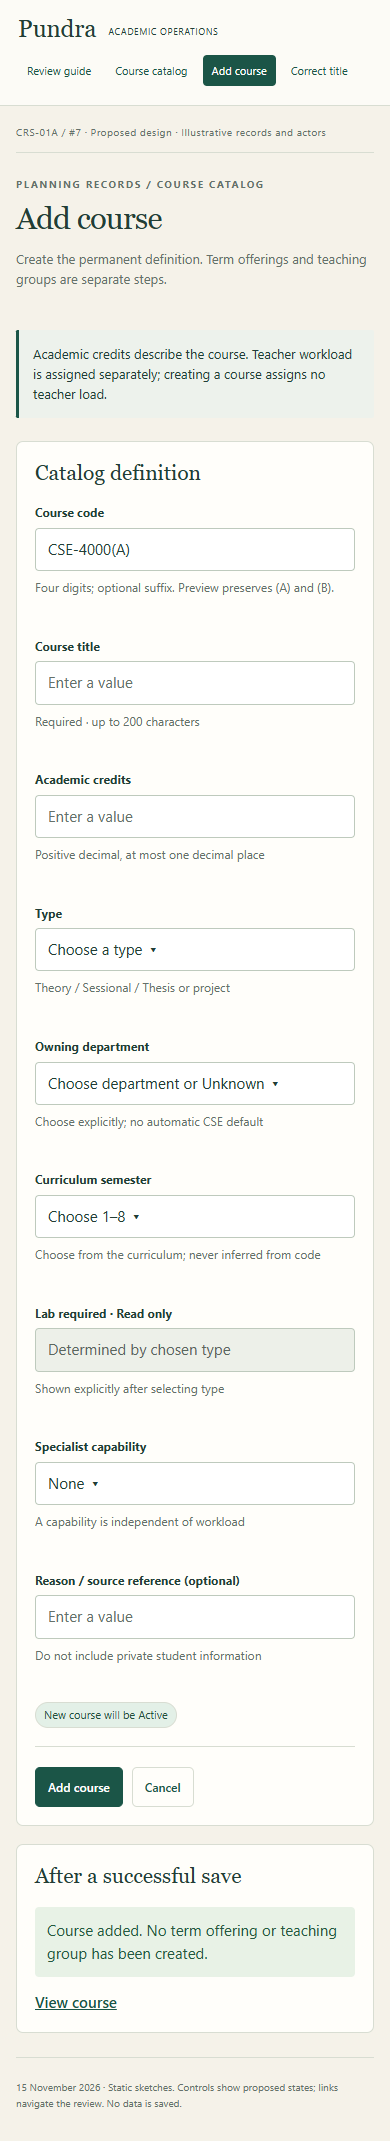 Pundra ACADEMIC OPERATIONS
Review guide Course catalog Add course Correct title
CRS-01A / #7 · Proposed design · Illustrative records and actors
PLANNING RECORDS / COURSE CATALOG
Add course
Create the permanent definition. Term offerings and teaching
groups are separate steps.
Academic credits describe the course. Teacher workload
is assigned separately; creating a course assigns no
teacher load.
Catalog definition
Course code
CSE-4000(A)
Four digits; optional suffix. Preview preserves (A) and (B).
Course title
Enter a value
Required · up to 200 characters
Academic credits
Enter a value
Positive decimal, at most one decimal place
Type
Choose a type ▾
Theory / Sessional / Thesis or project
Owning department
Choose department or Unknown ▾
Choose explicitly; no automatic CSE default
Curriculum semester
Choose 1–8 ▾
Choose from the curriculum; never inferred from code
Lab required · Read only
Determined by chosen type
Shown explicitly after selecting type
Specialist capability
None ▾
A capability is independent of workload
Reason / source reference (optional)
Enter a value
Do not include private student information
New course will be Active
Add course Cancel
After a successful save
Course added. No term offering or teaching
group has been created.
View course
15 November 2026 · Static sketches. Controls show proposed states; links
navigate the review. No data is saved.